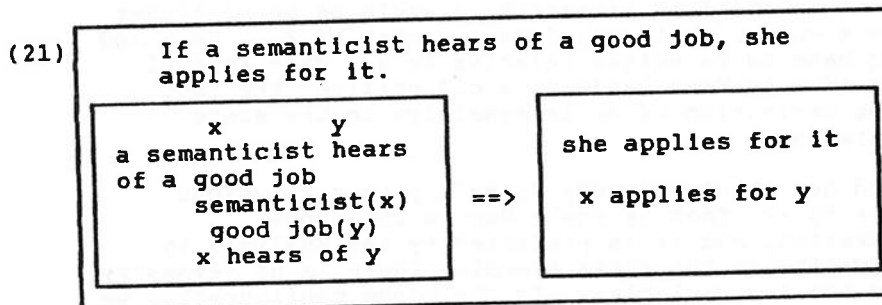 (21) If a semanticist hears of a good job, she
applies for it.
x y
a semanticist hears
of a good job
semanticist(x)
good job(y)
x hears of y
==>
she applies for it
x applies for y